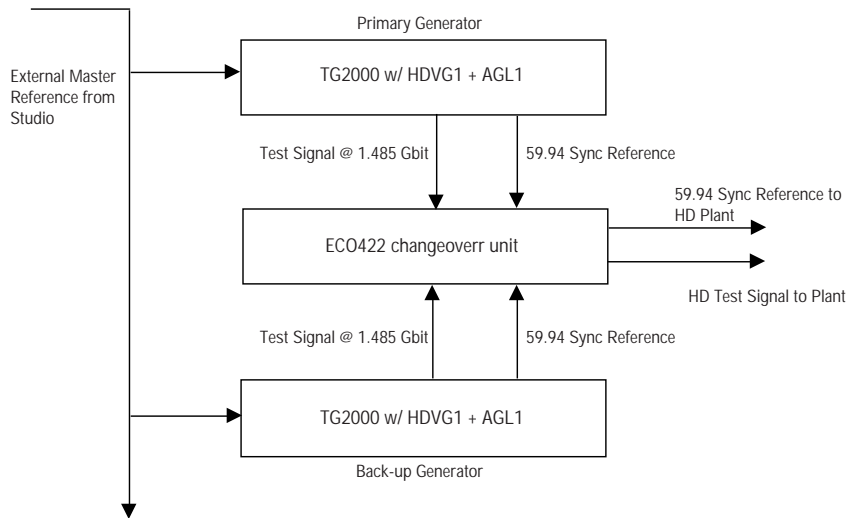 Primary Generator
External Master
Reference from
Studio
TG2000 w/ HDVG1 + AGL1
Test Signal @ 1.485 Gbit
59.94 Sync Reference
59.94 Sync Reference to
HD Plant
ECO422 changeoverr unit
HD Test Signal to Plant
Test Signal @ 1.485 Gbit
59.94 Sync Reference
TG2000 w/ HDVG1 + AGL1
Back-up Generator